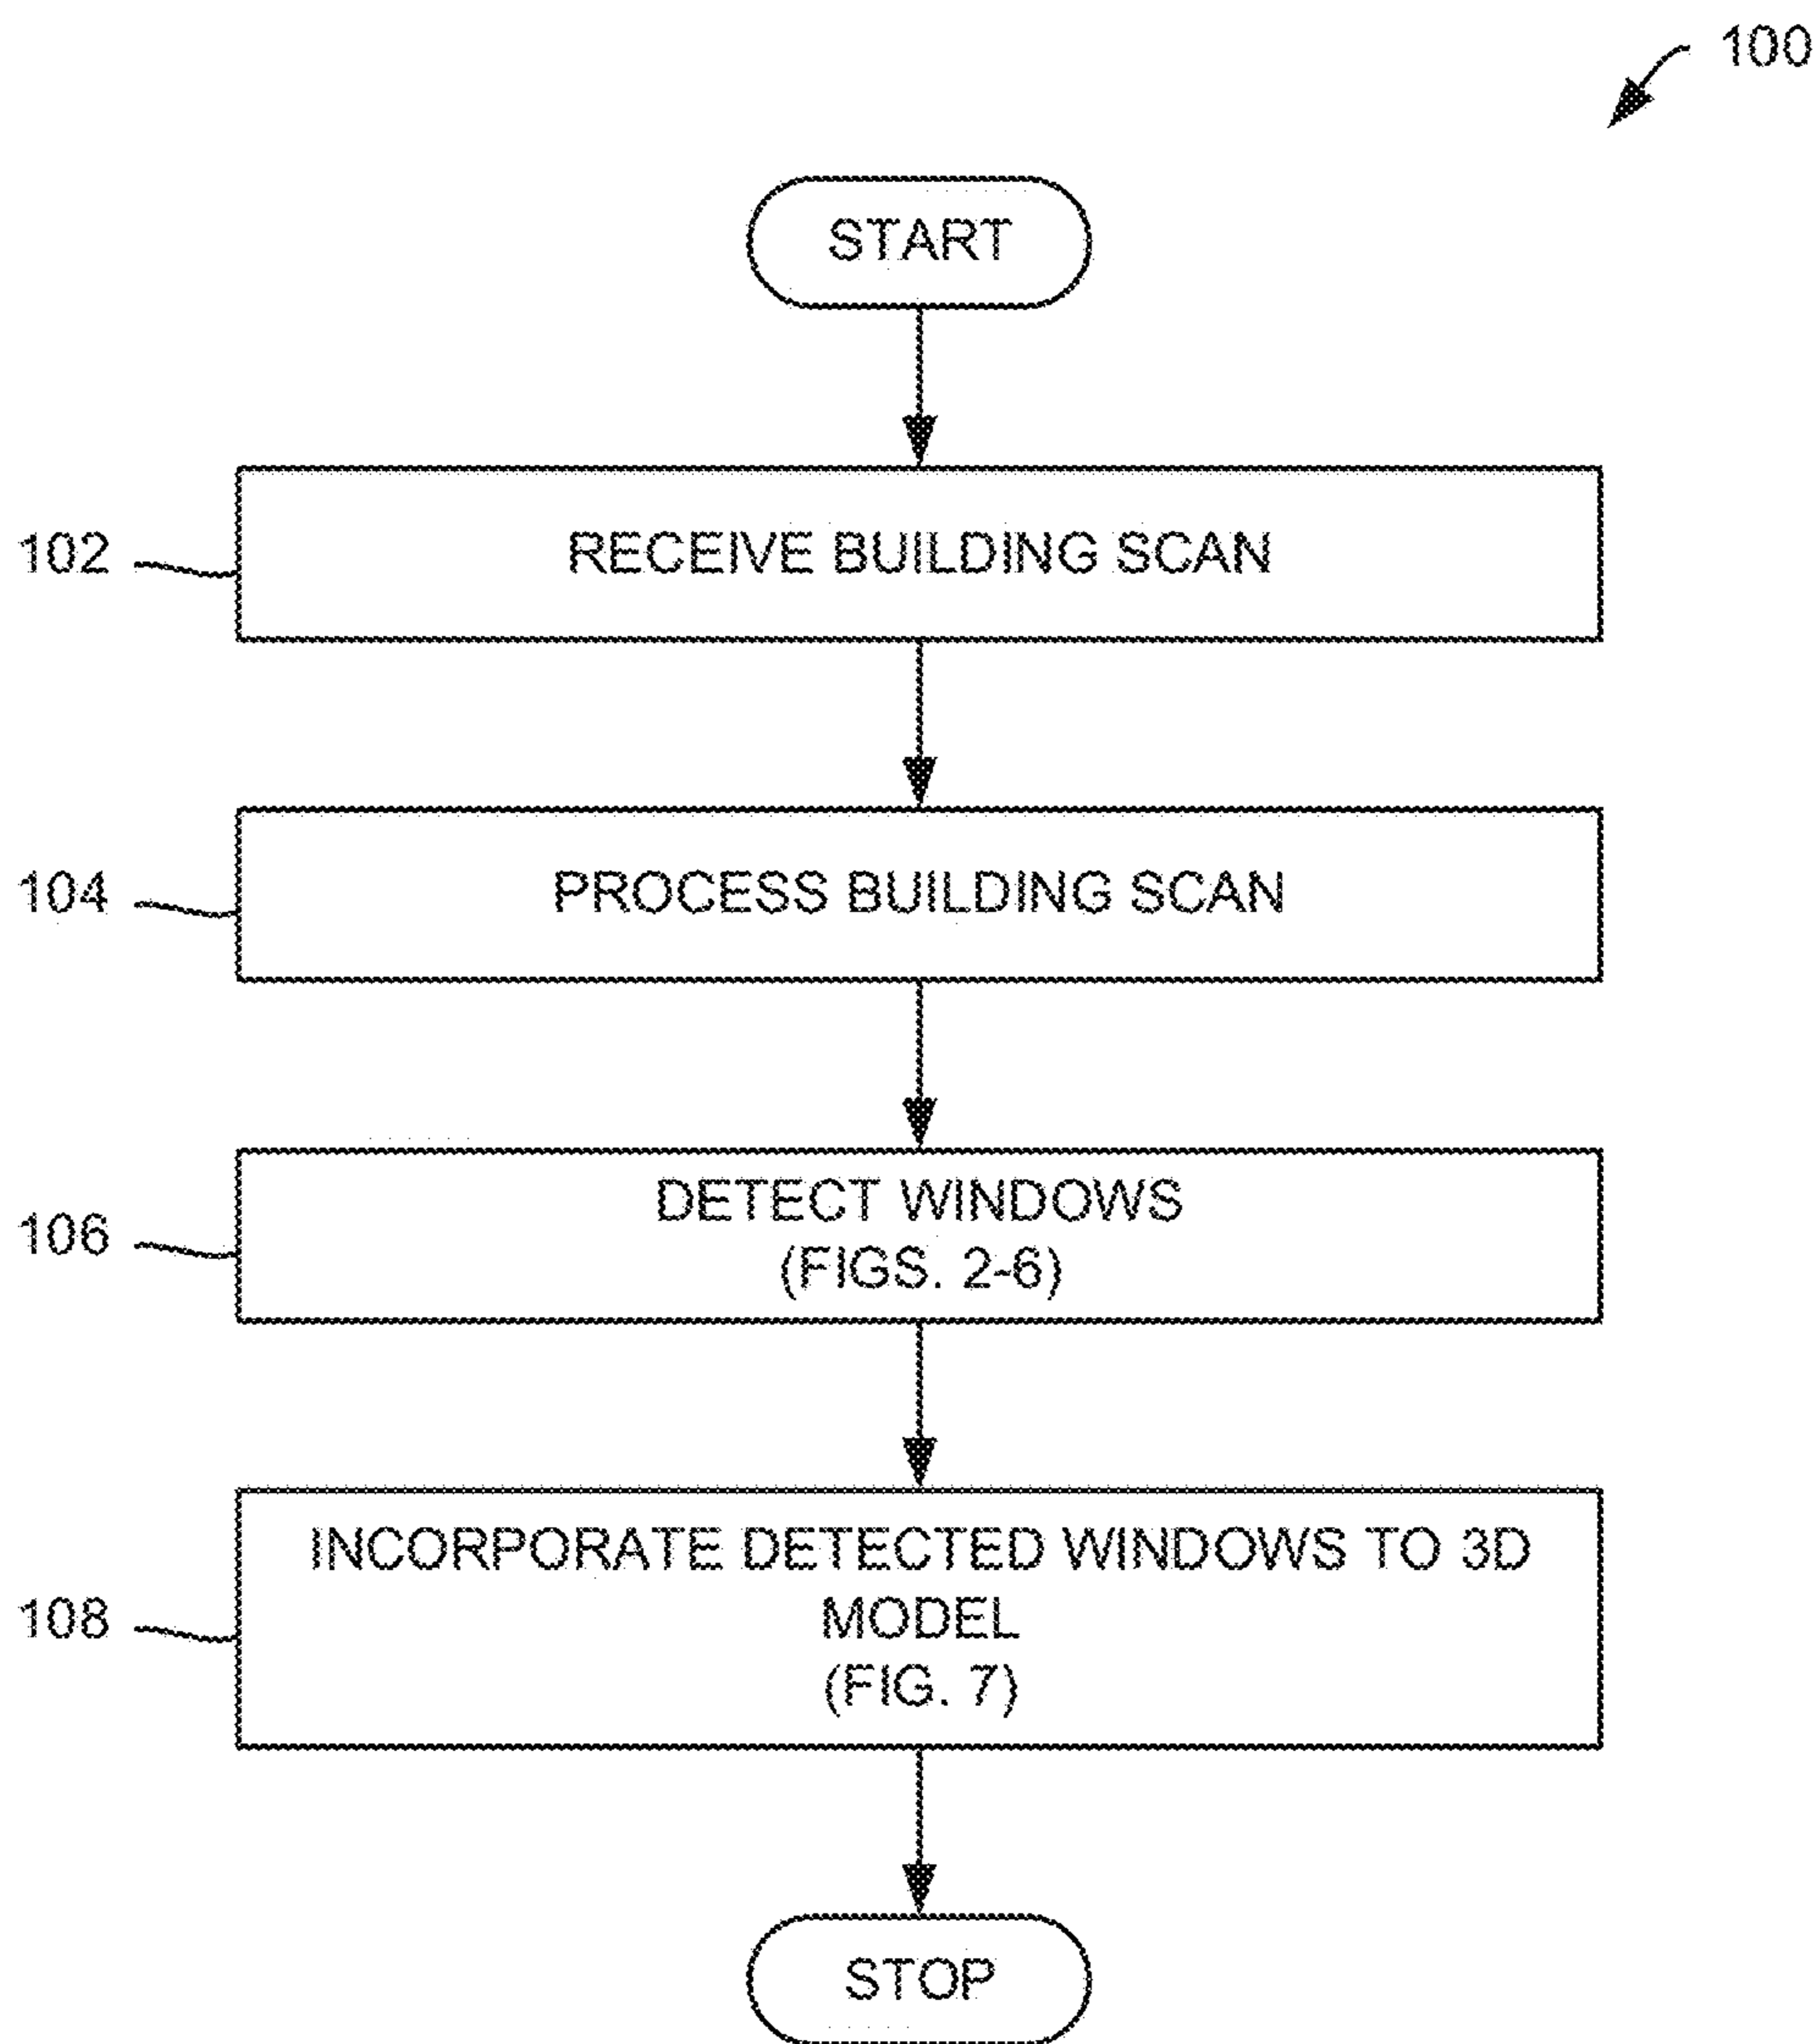 100
START
102
RECEIVE BUILDING SCAN
104
PROCESS BUILDING SCAN
106
DETECT WINDOWS
(FIGS. 2-6)
108
INCORPORATE DETECTED WINDOWS TO 3D
MODEL
(FIG. 7)
STOP